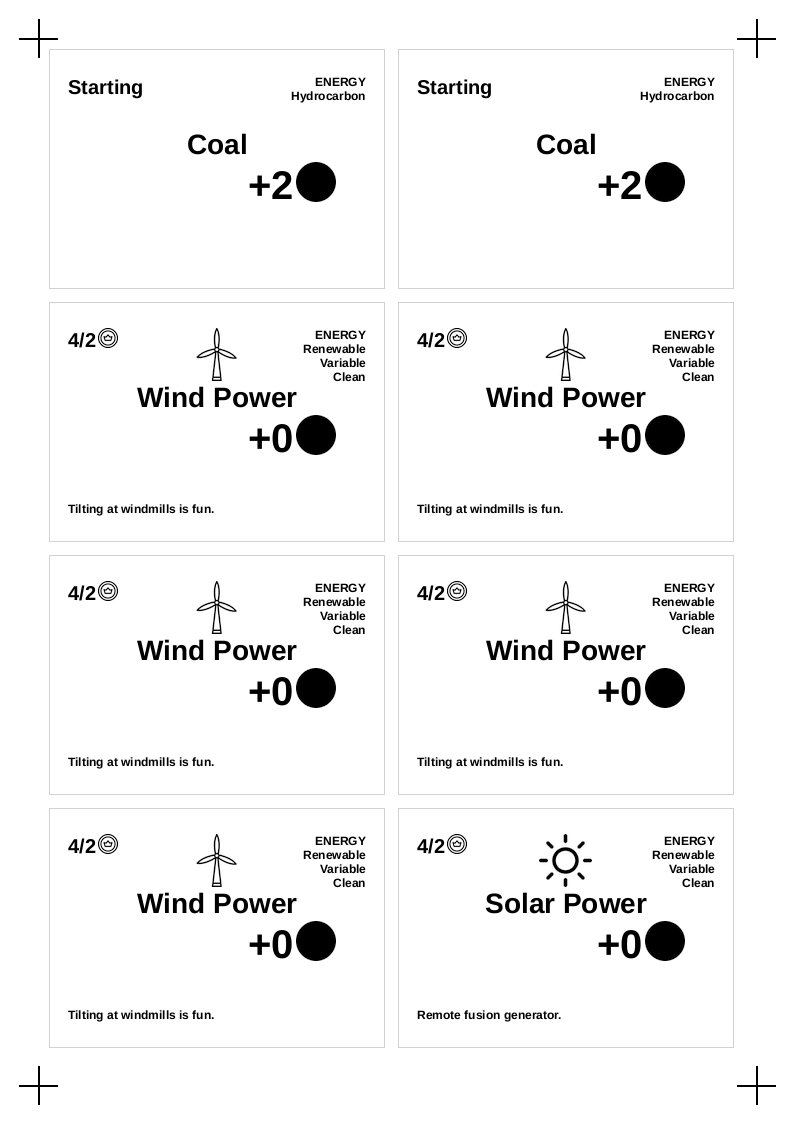 Starting
ENERGY
Hydrocarbon
Coal
+2
Starting
ENERGY
Hydrocarbon
Coal
+2
4/2
ENERGY
Renewable
Variable
Clean
Wind Power
+0
Tilting at windmills is fun.
4/2
ENERGY
Renewable
Variable
Clean
Wind Power
+0
Tilting at windmills is fun.
4/2
ENERGY
Renewable
Variable
Clean
Wind Power
+0
Tilting at windmills is fun.
4/2
ENERGY
Renewable
Variable
Clean
Wind Power
+0
Tilting at windmills is fun.
4/2
ENERGY
Renewable
Variable
Clean
Wind Power
+0
Tilting at windmills is fun.
4/2
ENERGY
Renewable
Variable
Clean
Solar Power
+0
Remote fusion generator.